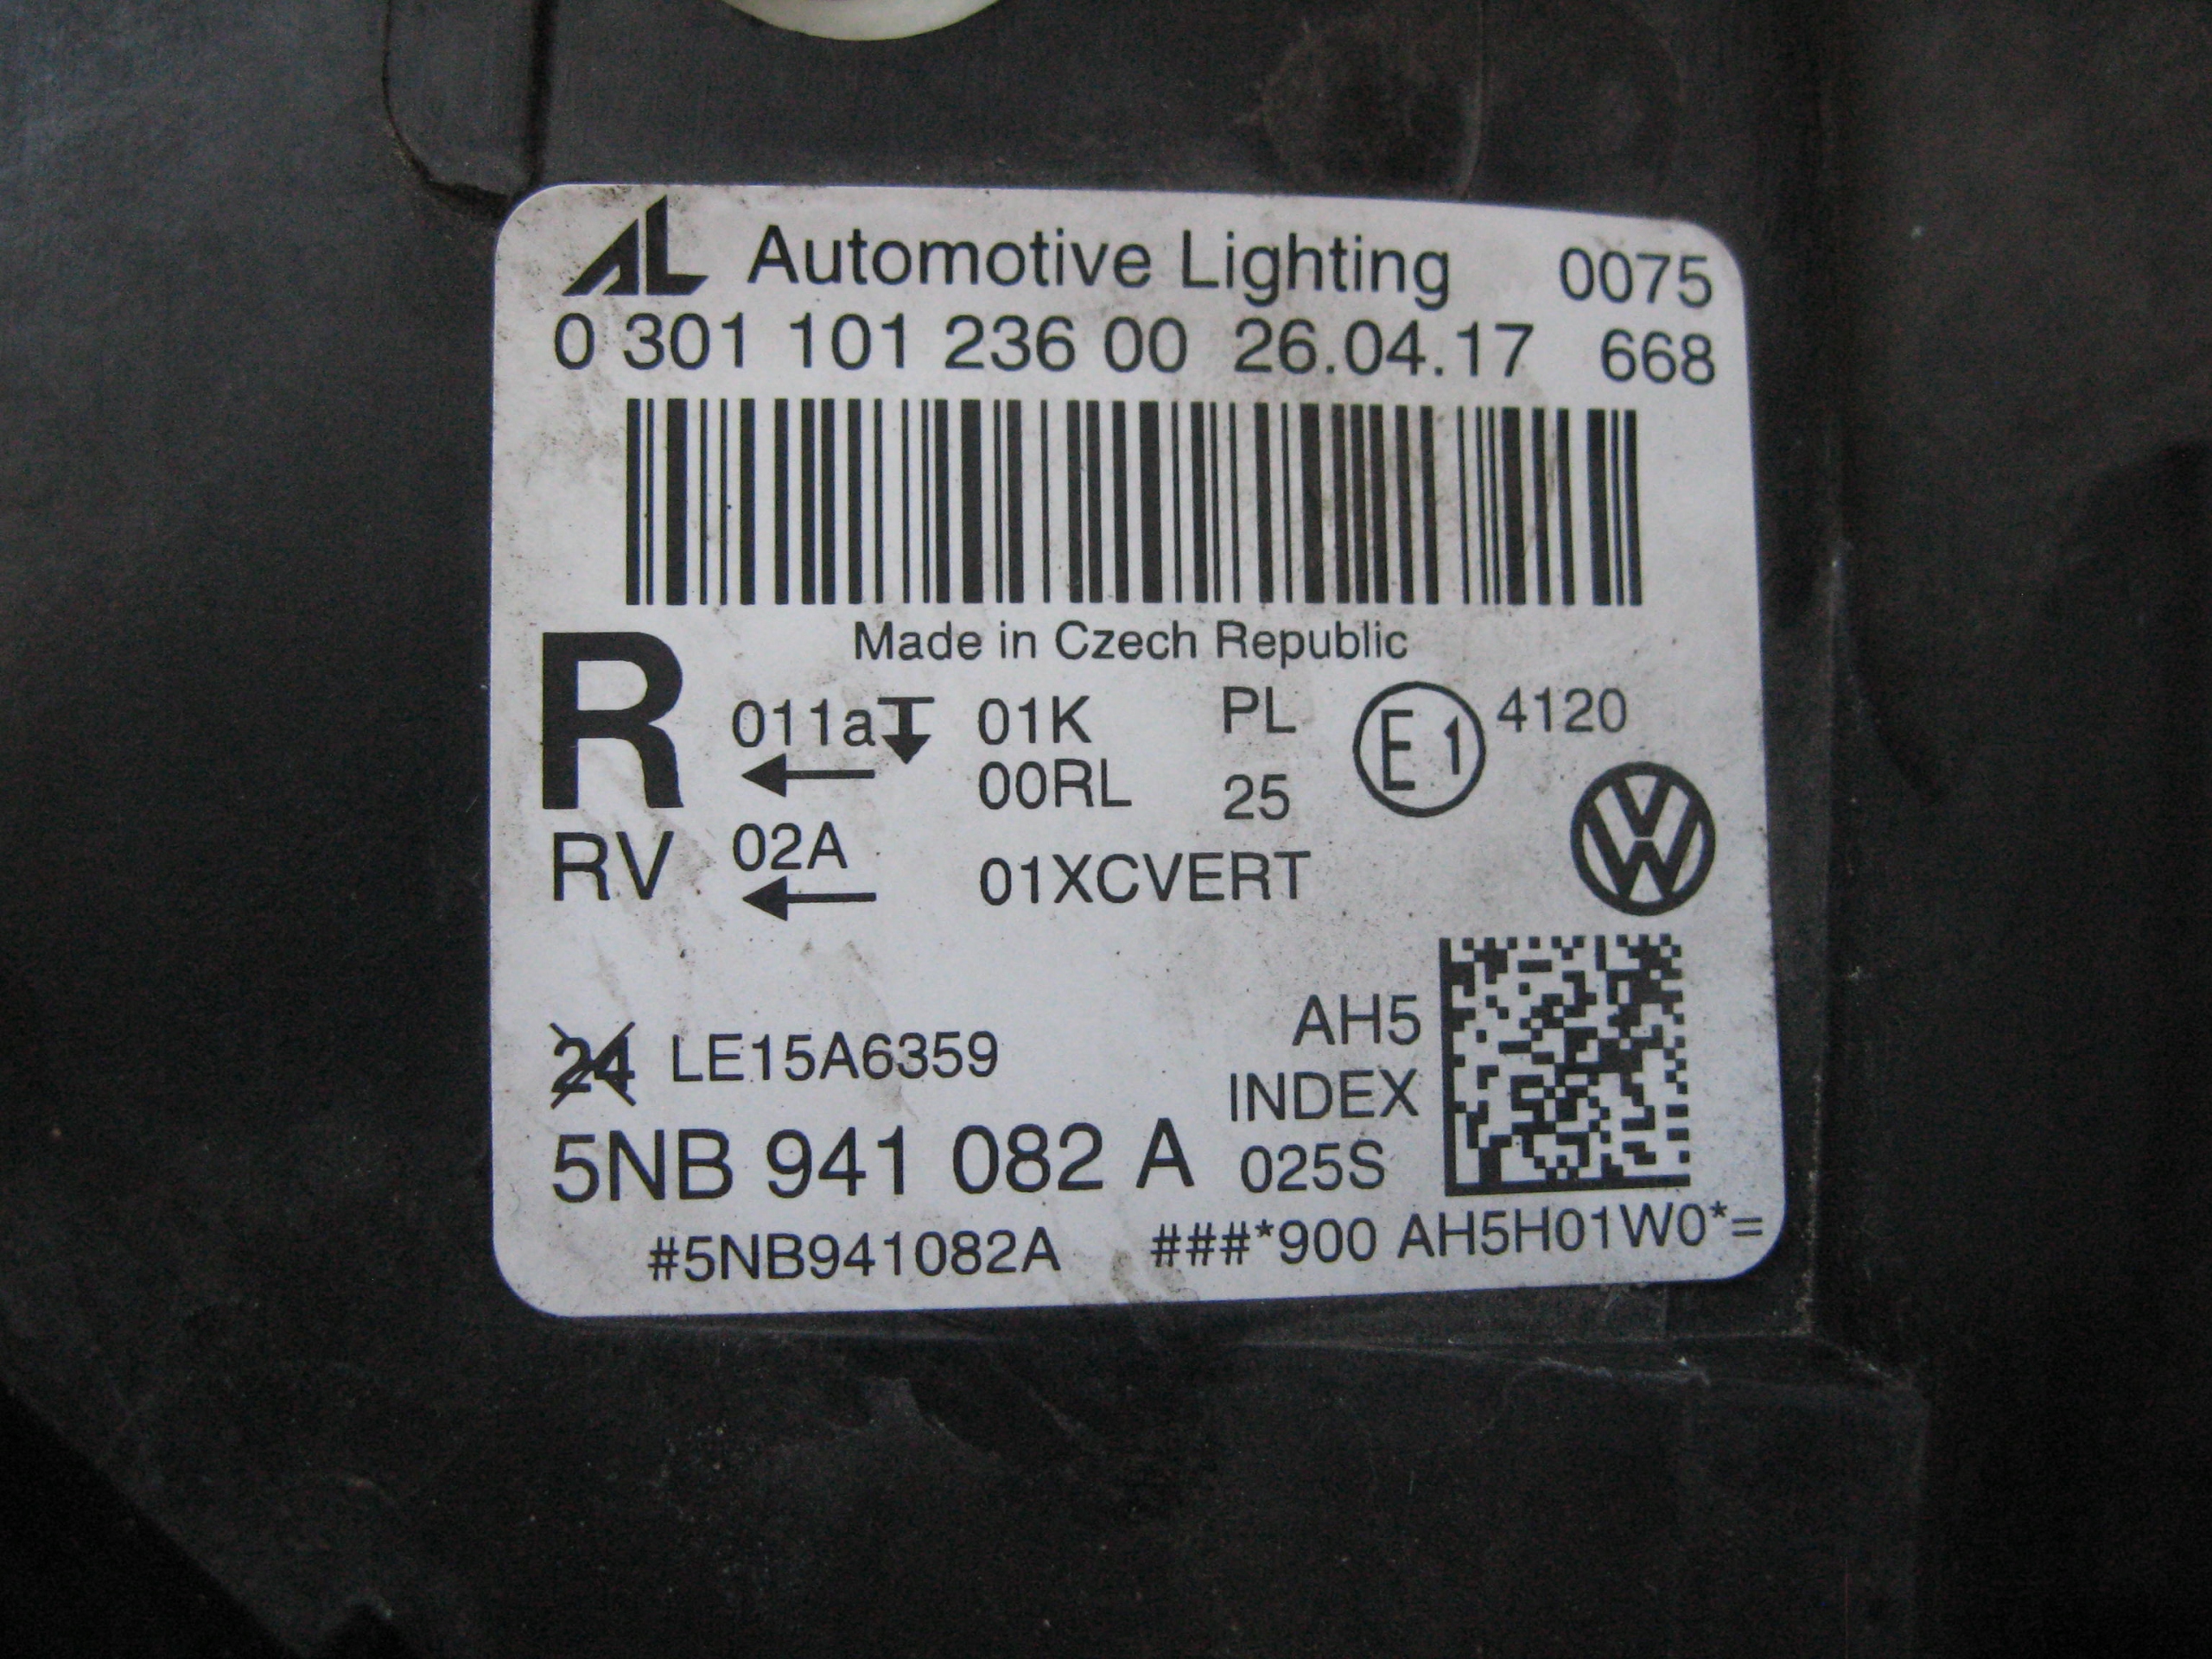 AL Automotive Lighting 0075
0 301 101 236 00 26.04.17 668
Made in Czech Republic
R 011a 01K PL E1 4120
00RL 25
RV 02A 01XCVERT
24 LE15A6359 AH5
INDEX
5NB 941 082 A 025S
#5NB941082A ###*900 AH5H01W0*=